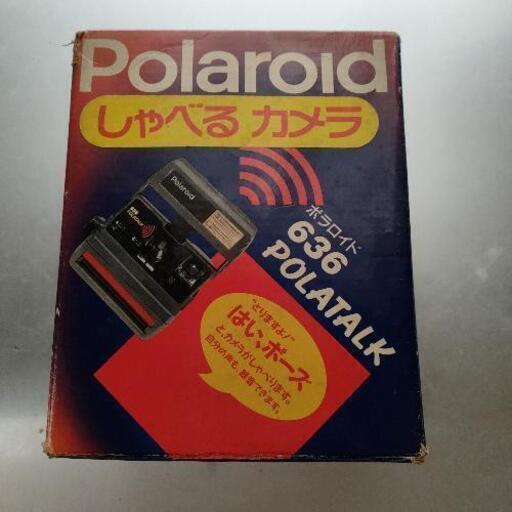 Polaroid
しゃべる カメラ
Polaroid
636
ポラロイド
636
POLATALK
"とりますよ!"
はい、ポーズ
と、カメラがしゃべります。
自分の声も、録音できます。